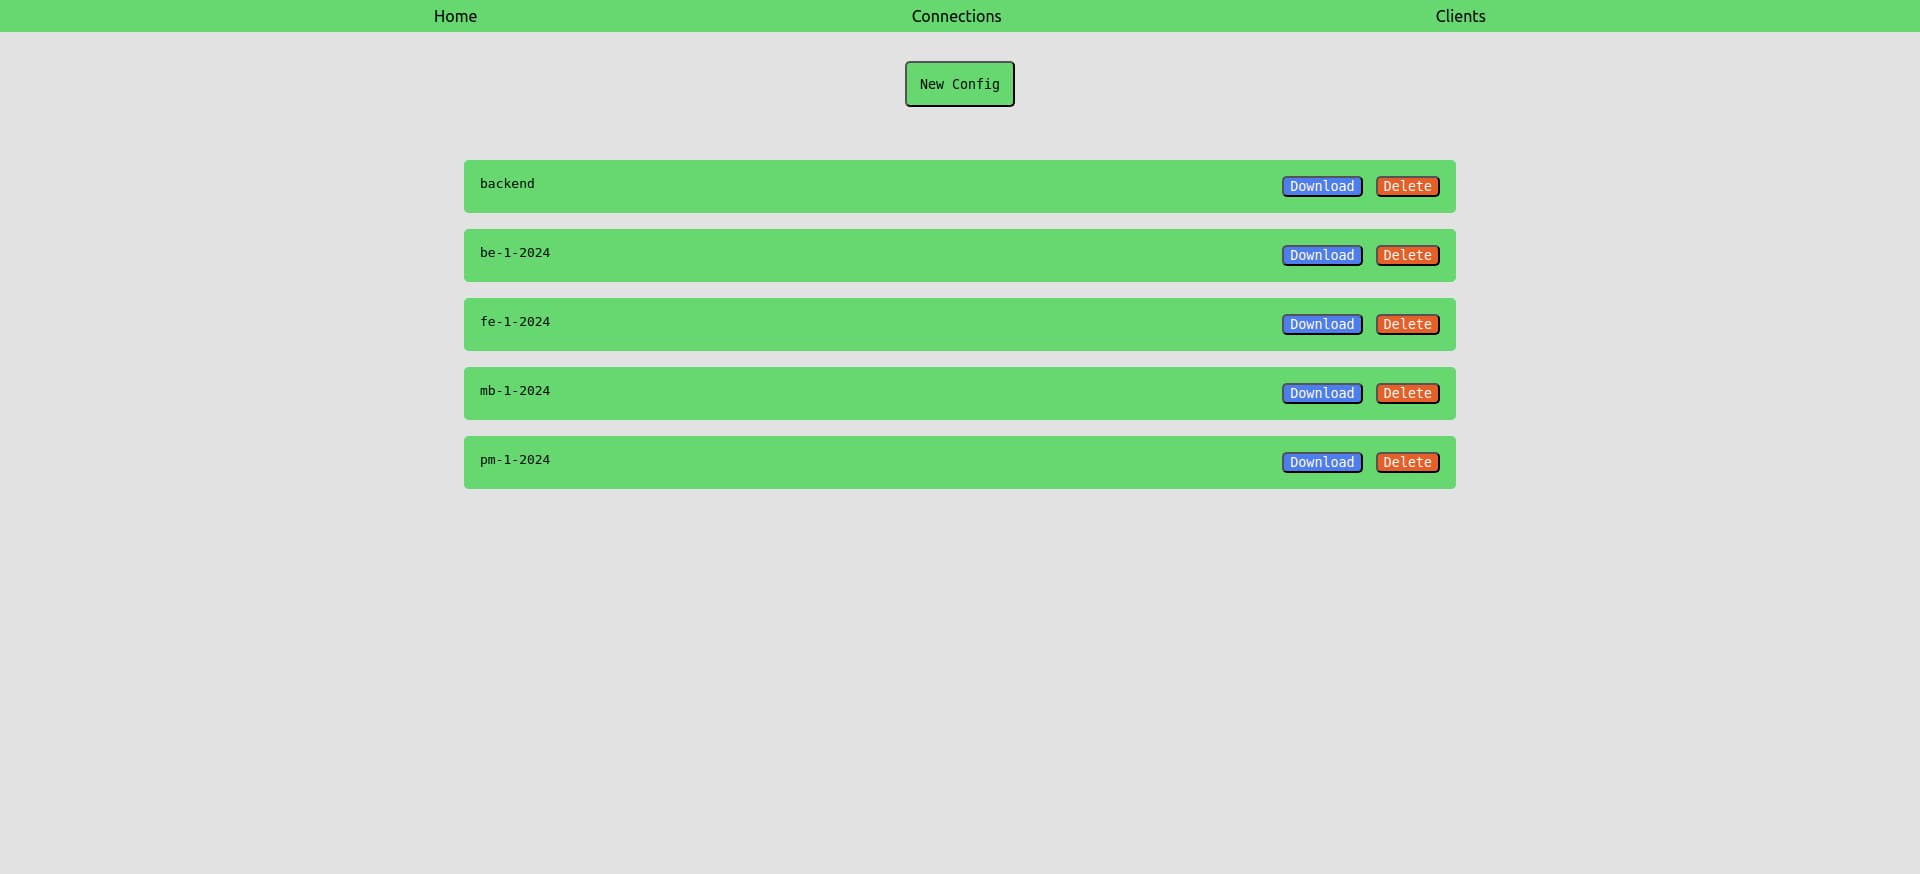 Home Connections Clients
New Config
backend Download Delete
be-1-2024 Download Delete
fe-1-2024 Download Delete
mb-1-2024 Download Delete
pm-1-2024 Download Delete